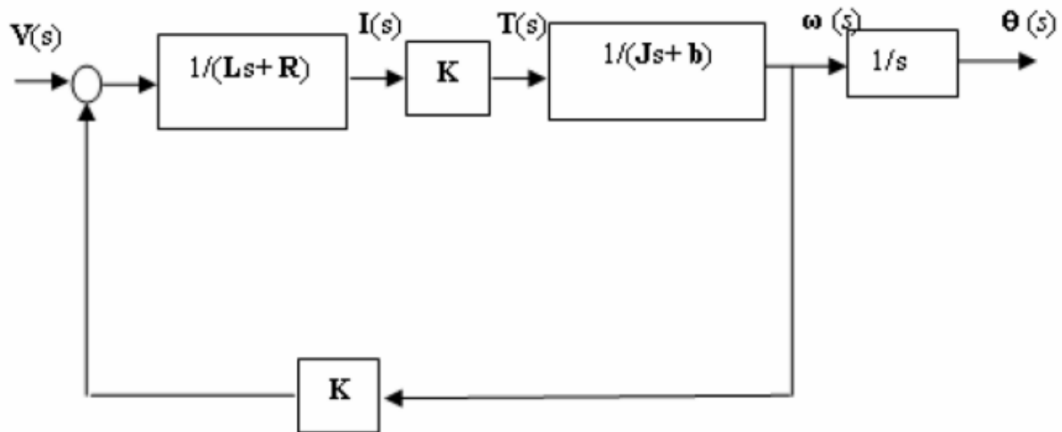 V(s)
I(s)
T(s)
ω (s)
θ (s)
1/(Ls+ R)
K
1/(Js+ b)
1/s
K